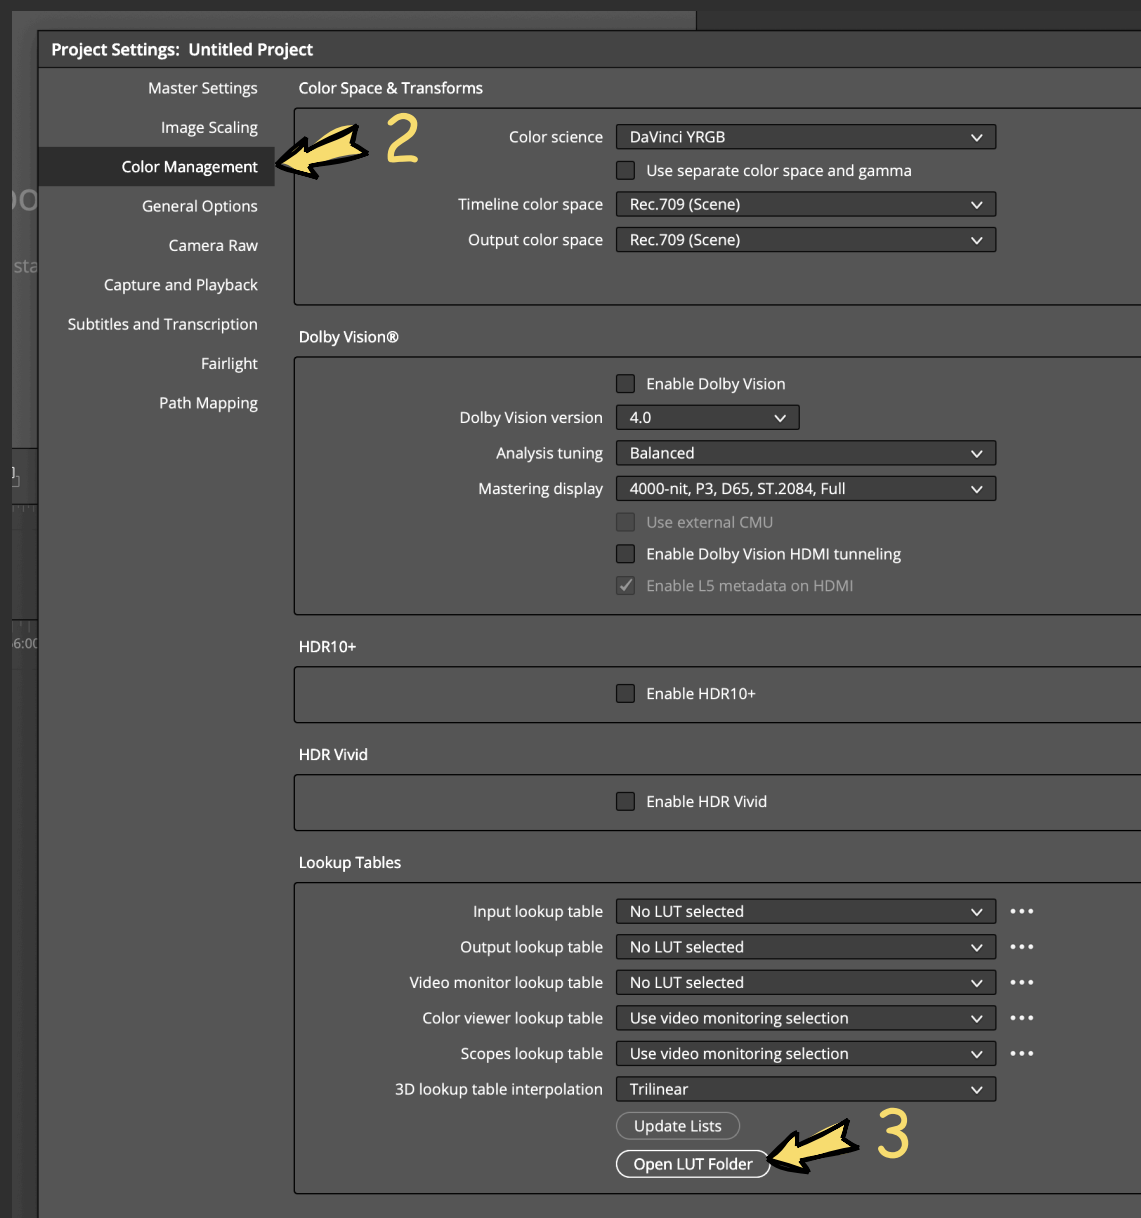 Project Settings: Untitled Project
Master Settings
Image Scaling
Color Management
General Options
Camera Raw
Capture and Playback
Subtitles and Transcription
Fairlight
Path Mapping
2
Color Space & Transforms
Color science DaVinci YRGB
Use separate color space and gamma
Timeline color space Rec.709 (Scene)
Output color space Rec.709 (Scene)
Dolby Vision®
Enable Dolby Vision
Dolby Vision version 4.0
Analysis tuning Balanced
Mastering display 4000-nit, P3, D65, ST.2084, Full
Use external CMU
Enable Dolby Vision HDMI tunneling
Enable L5 metadata on HDMI
HDR10+
Enable HDR10+
HDR Vivid
Enable HDR Vivid
Lookup Tables
Input lookup table No LUT selected
Output lookup table No LUT selected
Video monitor lookup table No LUT selected
Color viewer lookup table Use video monitoring selection
Scopes lookup table Use video monitoring selection
3D lookup table interpolation Trilinear
Update Lists
Open LUT Folder
3